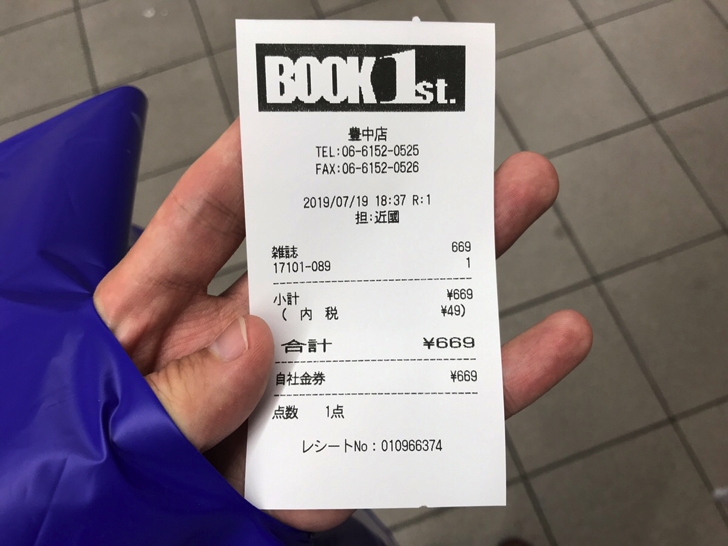 BOOK 1st.
豊中店
TEL:06-6152-0525
FAX:06-6152-0526
2019/07/19 18:37 R:1
担:近國
雑誌 669
17101-089 1
小計 ¥669
( 内 税 ¥49)
合計 ¥669
自社金券 ¥669
点数 1点
レシートNo:010966374